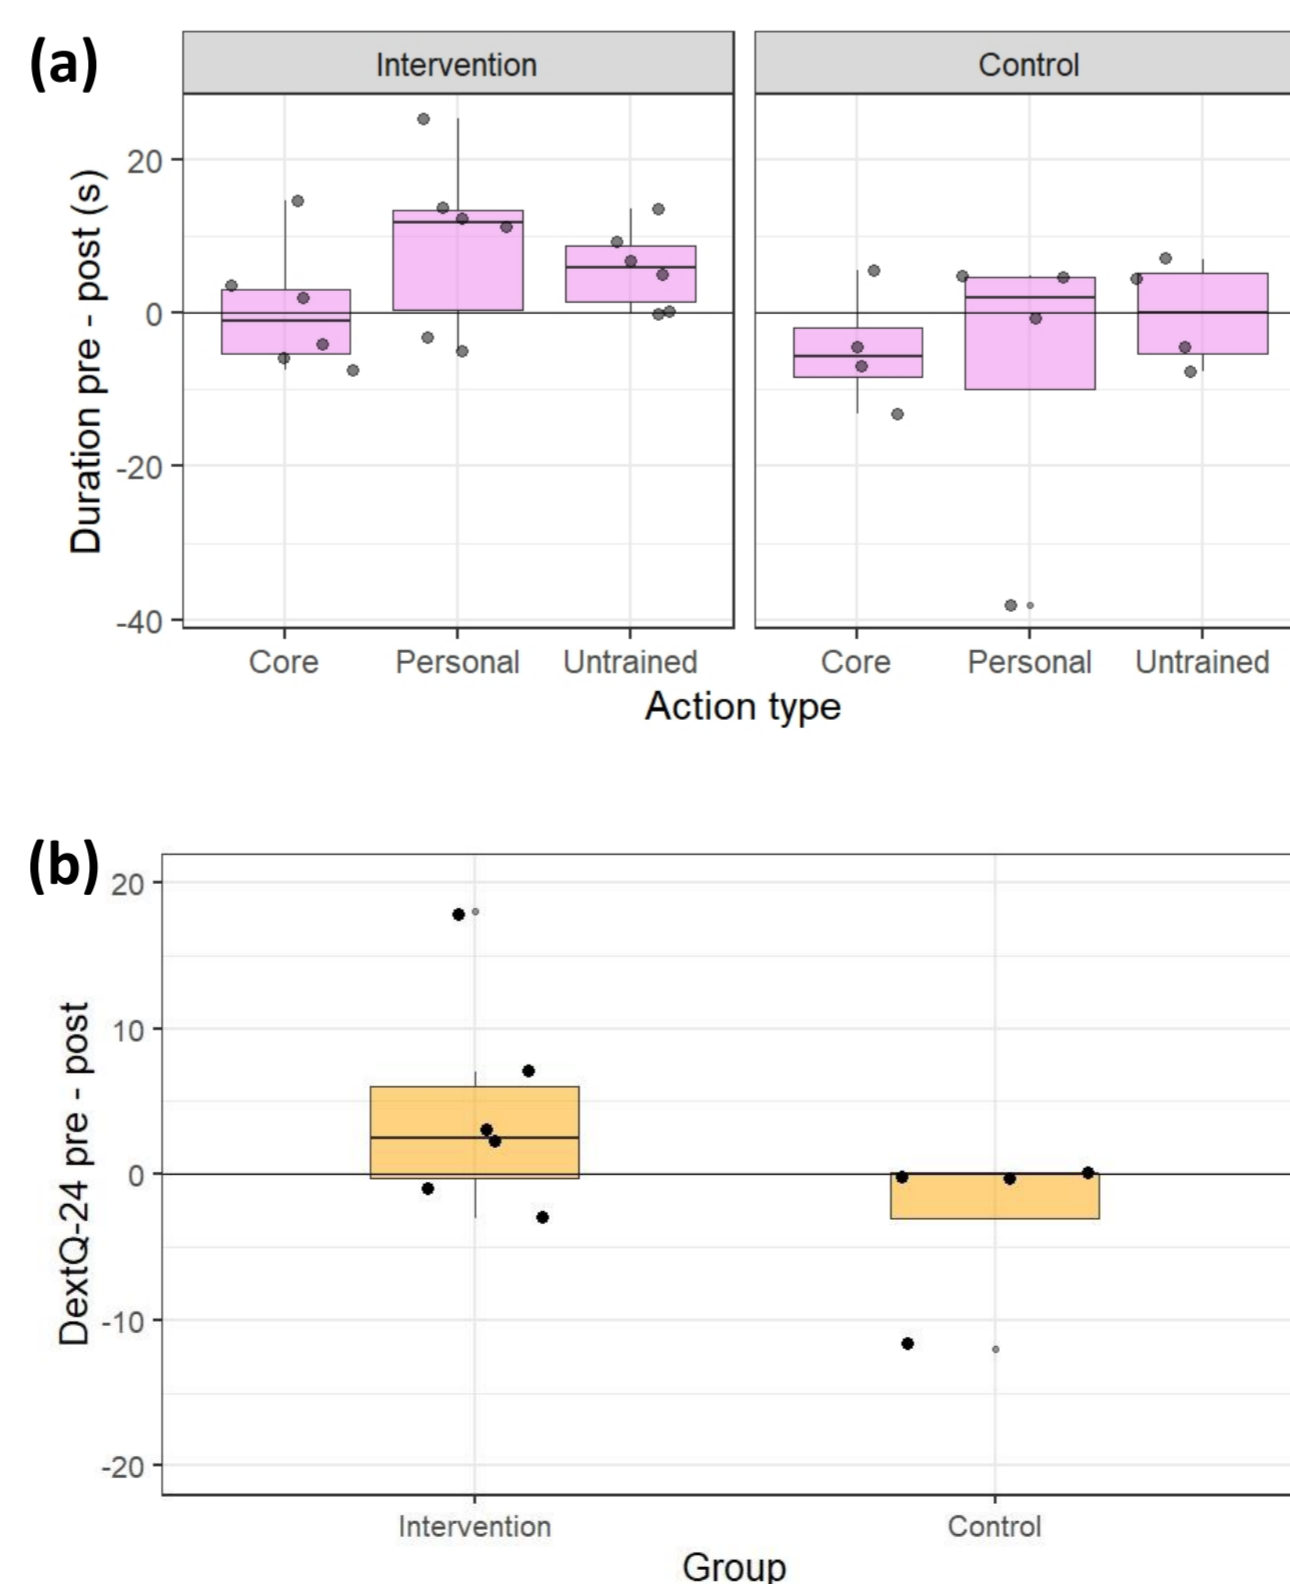 (a)
Intervention
Control
Duration pre - post (s)
20
0
-20
-40
Core
Personal
Untrained
Core
Personal
Untrained
Action type
(b)
DextQ-24 pre - post
20
10
0
-10
-20
Intervention
Control
Group